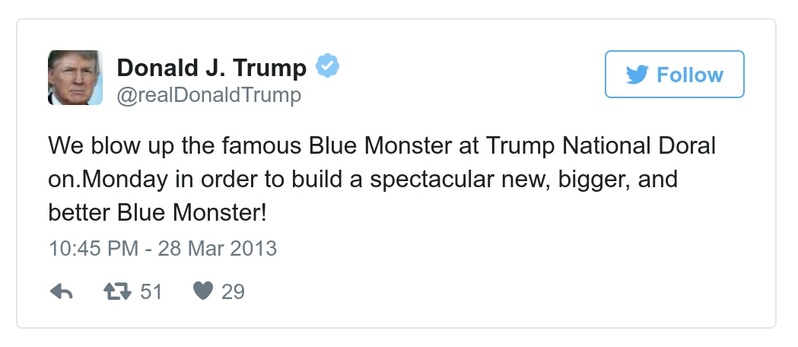 Donald J. Trump
@realDonaldTrump
Follow
We blow up the famous Blue Monster at Trump National Doral
on.Monday in order to build a spectacular new, bigger, and
better Blue Monster!
10:45 PM - 28 Mar 2013
51 29